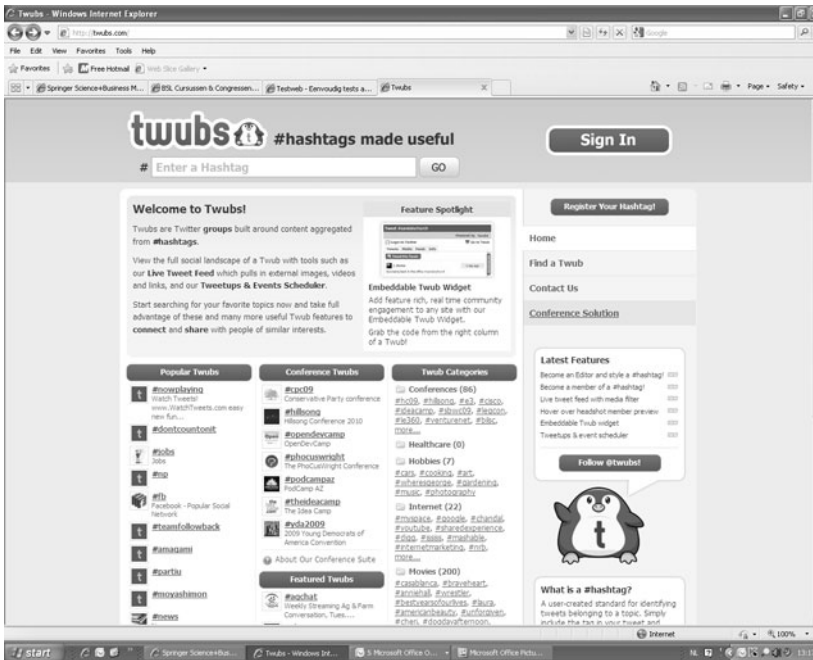 Twubs - Windows Internet Explorer
http://twubs.com/
Google
File Edit View Favorites Tools Help
Favorites Free Hotmail Web Slice Gallery
Springer Science+Business M... BSL Cursussen & Congressen... Testweb - Eenvoudig tests a... Twubs X
Page Safety
twubs #hashtags made useful
Sign In
# Enter a Hashtag GO
Welcome to Twubs!
Twubs are Twitter groups built around content aggregated
from #hashtags.
View the full social landscape of a Twub with tools such as
our Live Tweet Feed which pulls in external images, videos
and links, and our Tweetups & Events Scheduler.
Start searching for your favorite topics now and take full
advantage of these and many more useful Twub features to
connect and share with people of similar interests.
Feature Spotlight
Embeddable Twub Widget
Add feature rich, real time community
engagement to any site with our
Embeddable Twub Widget.
Grab the code from the right column
of a Twub!
Register Your Hashtag!
Home
Find a Twub
Contact Us
Conference Solution
Popular Twubs
#nowplaying
Watch Tweets!
www.WatchTweets.com easy
new fun...
#dontcountonit
#jobs
Jobs
#np
#fb
Facebook - Popular Social
Network
#teamfollowback
#amagami
#partiu
#moyashimon
#news
Conference Twubs
#cpc09
Conservative Party conference
#hillsong
Hillsong Conference 2010
#opendevcamp
OpenDevCamp
#phocuswright
The PhoCusWright Conference
#podcampaz
PodCamp AZ
#theideacamp
The Idea Camp
#yda2009
2009 Young Democrats of
America Convention
About Our Conference Suite
Featured Twubs
#agchat
Weekly Streaming Ag & Farm
Conversation, Tues....
Twub Categories
Conferences (86)
#hc09, #hillsong, #e3, #cisco,
#ideacamp, #sbwc09, #leqcon,
#le360, #venturenet, #blisc,
more...
Healthcare (0)
Hobbies (7)
#cars, #cooking, #art,
#wheresgeorge, #gardening,
#music, #photography
Internet (22)
#myspace, #google, #chandal,
#youtube, #sharedexperience,
#digg, #mashable,
#internetmarketing,
more...
Movies (200)
#casablanca, #braveheart,
#anniehall, #wrestler,
#bestyearsofourlives, #laura,
#americanbeauty, #unforgiven,
#cheri, #dogdayafternoon,
Latest Features
Become an Editor and style a #hashtag!
Become a member of a #hashtag!
Live tweet feed with media filter
Hover over headshot member preview
Embeddable Twub widget
Tweetups & event scheduler
Follow @twubs!
t
What is a #hashtag?
A user-created standard for identifying
tweets belonging to a topic. Simply
include the tag in your tweet and
Internet 100%
start Springer Science+Bus... Twubs - Windows Int... 5 Microsoft Office O... Microsoft Office Pictu... NL